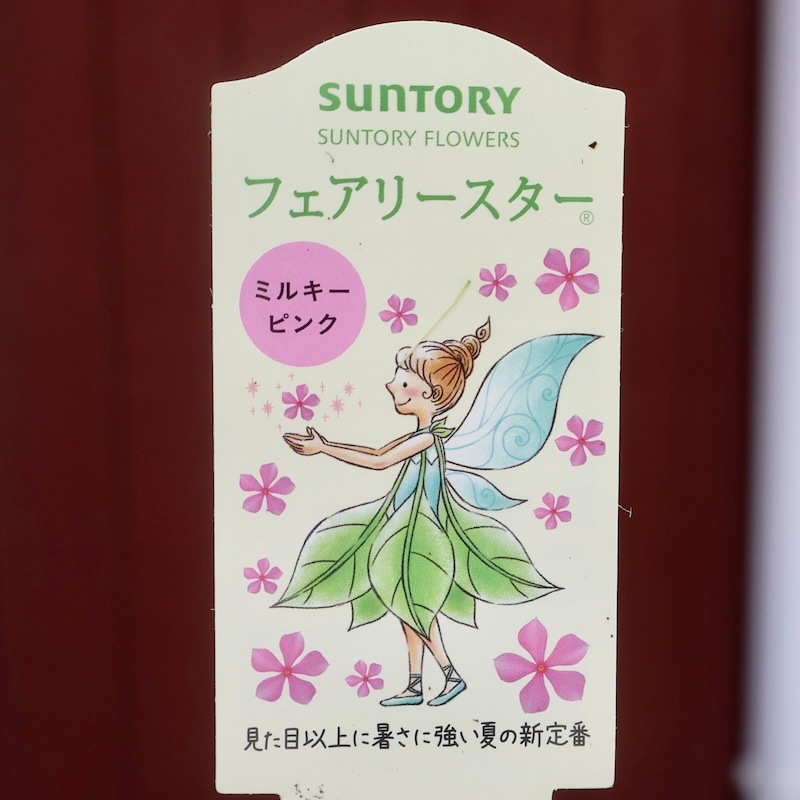 SUNTORY
SUNTORY FLOWERS
フェアリースター®
ミルキー
ピンク
見た目以上に暑さに強い夏の新定番